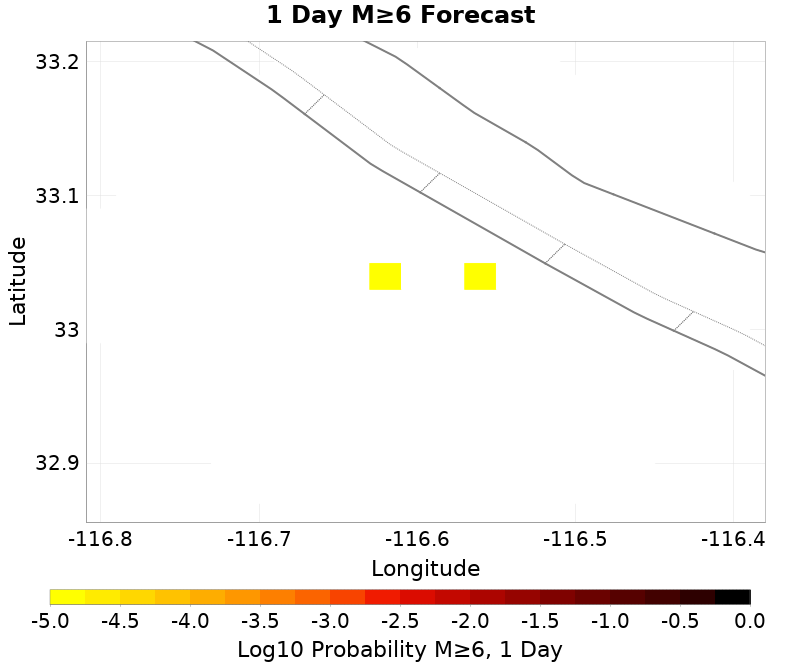 1 Day M≥6 Forecast
33.2
33.1
33
32.9
Latitude
-116.8 -116.7 -116.6 -116.5 -116.4
Longitude
-5.0 -4.5 -4.0 -3.5 -3.0 -2.5 -2.0 -1.5 -1.0 -0.5 0.0
Log10 Probability M≥6, 1 Day